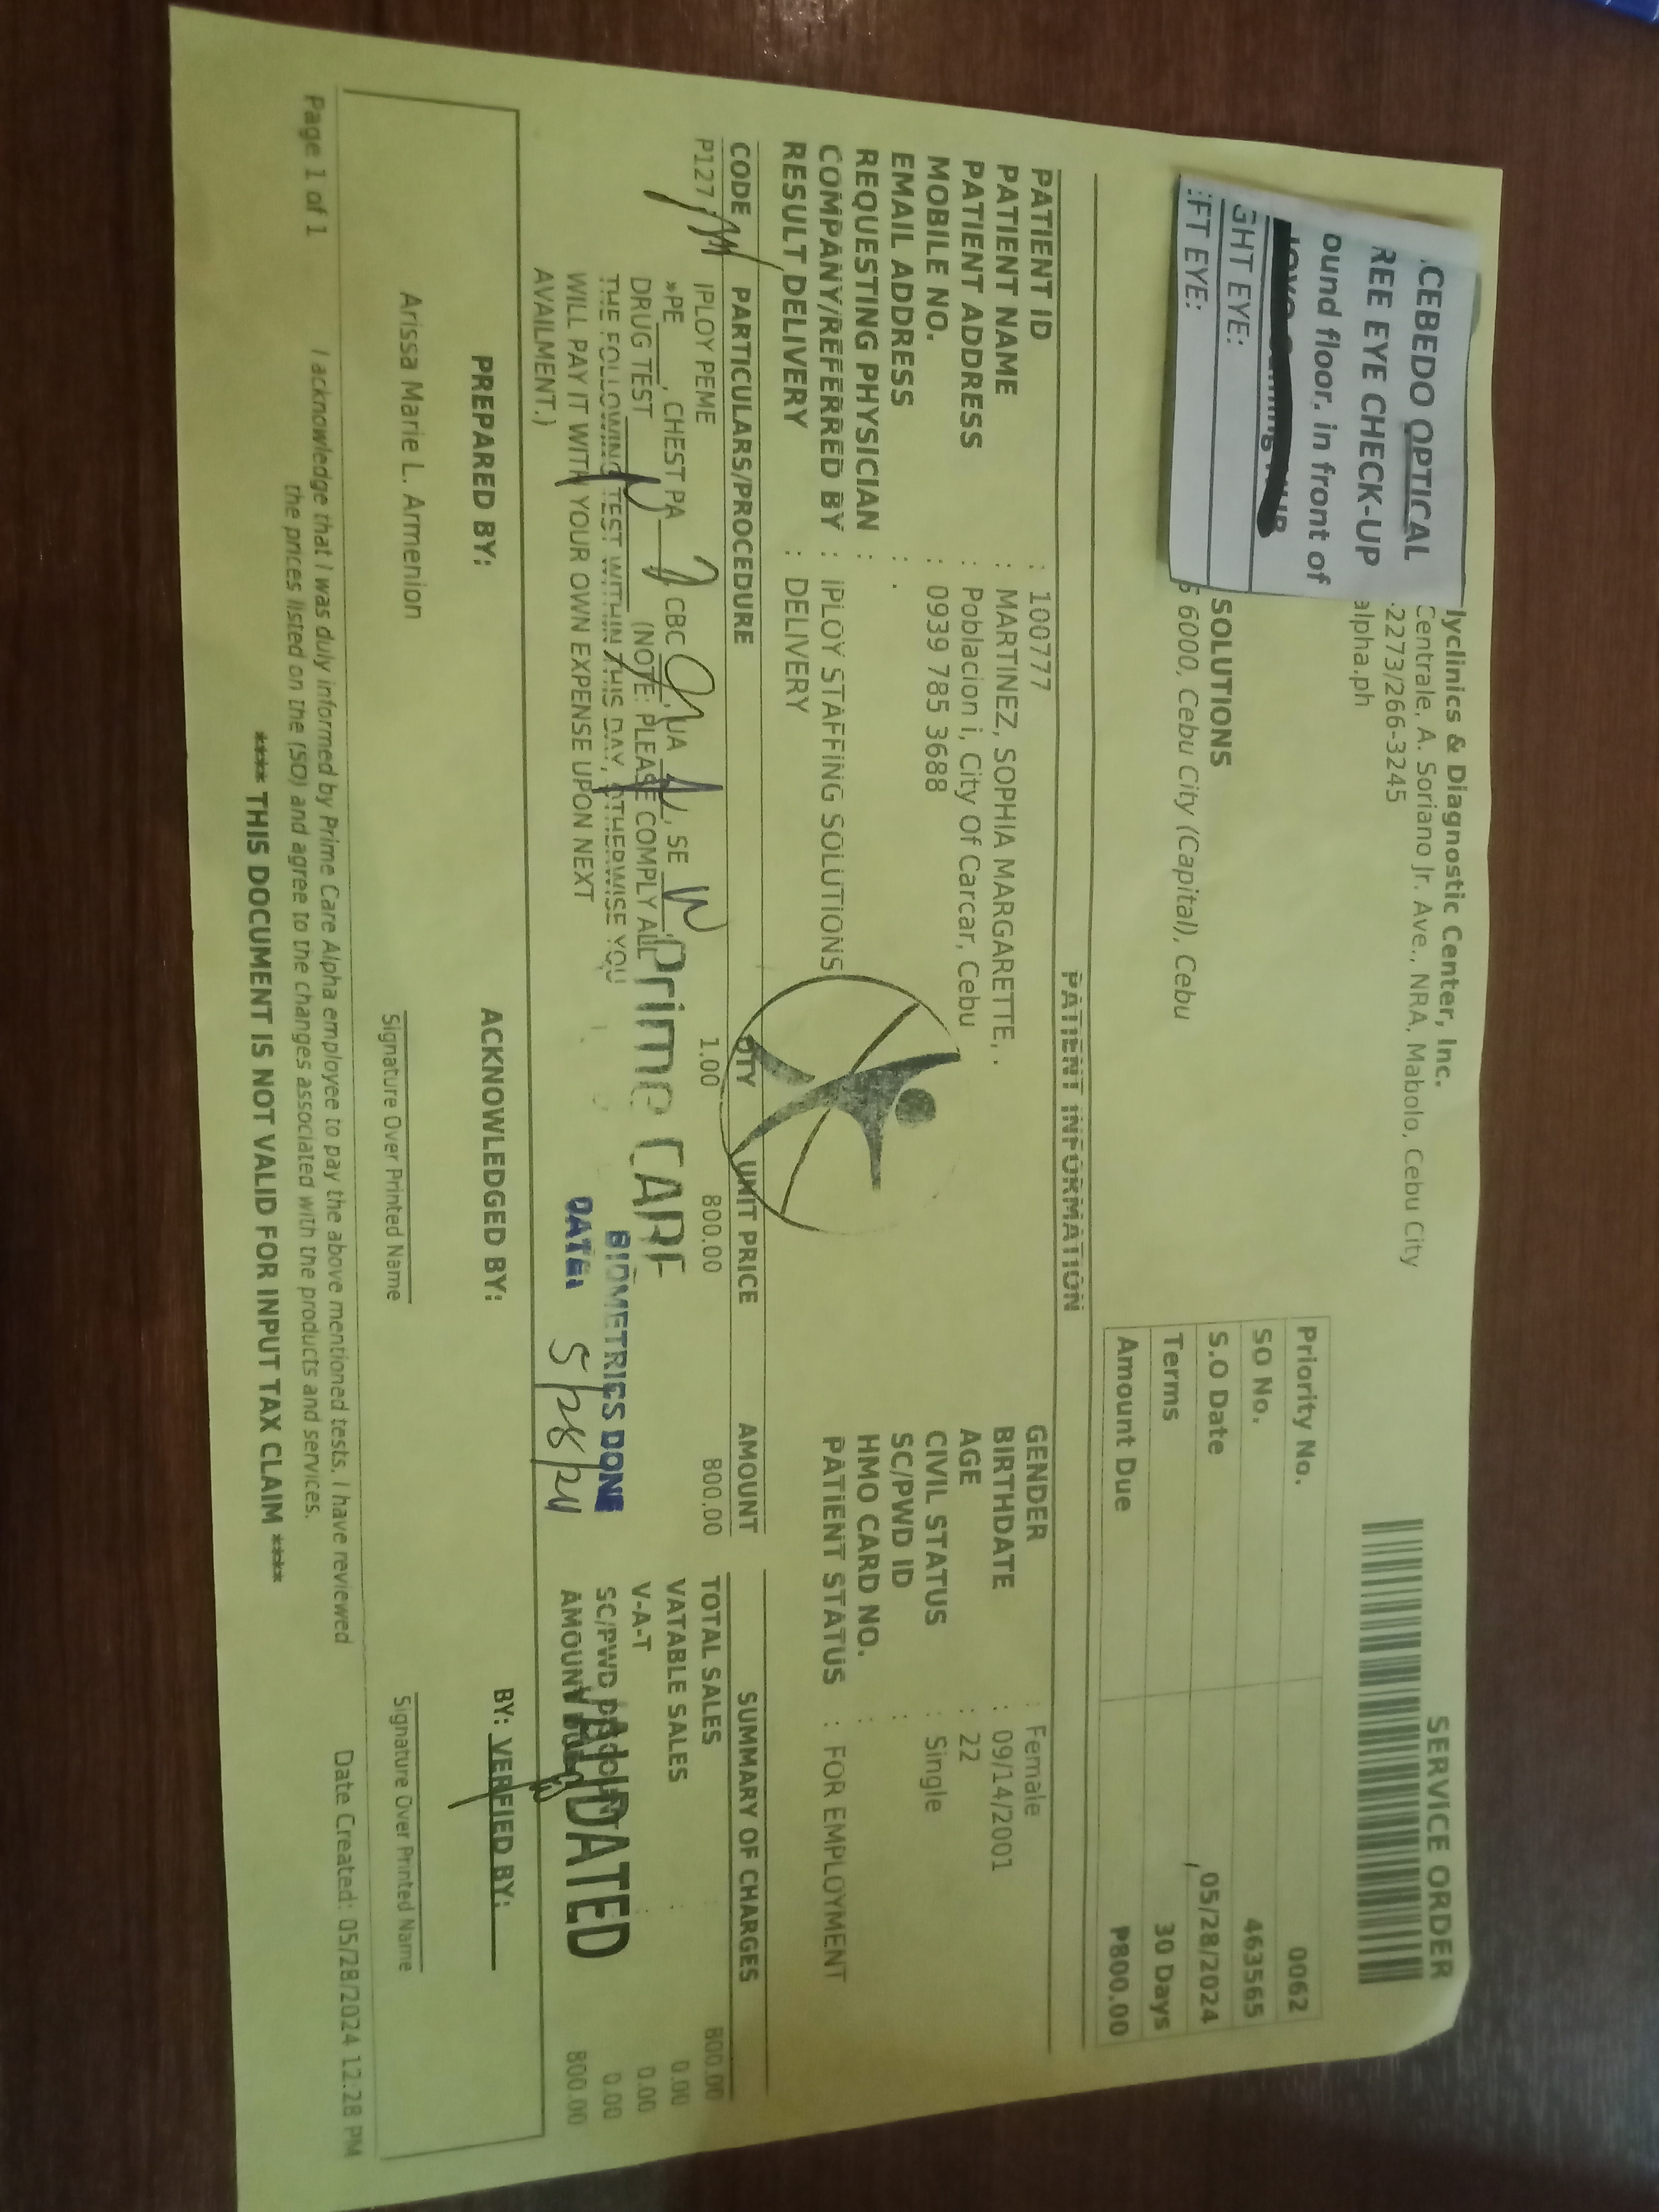 CEBEDO OPTICAL
REE EYE CHECK-UP
ound floor, in front of
GHT EYE:
FT EYE:
lyclinics & Diagnostic Center, Inc.
Centrale, A. Soriano Jr. Ave., NRA, Mabolo, Cebu City
2273/266-3245
alpha.ph
SOLUTIONS
6000, Cebu City (Capital), Cebu
SERVICE ORDER
Priority No. 0062
SO No. 463565
S.O Date 05/28/2024
Terms 30 Days
Amount Due ₱800.00
PATIENT INFORMATION
PATIENT ID : 100777
PATIENT NAME : MARTINEZ, SOPHIA MARGARETTE, .
PATIENT ADDRESS : Poblacion i, City Of Carcar, Cebu
MOBILE NO. : 0939 785 3688
EMAIL ADDRESS : .
REQUESTING PHYSICIAN :
COMPANY/REFERRED BY : IPLOY STAFFING SOLUTIONS
RESULT DELIVERY : DELIVERY
GENDER : Female
BIRTHDATE : 09/14/2001
AGE : 22
CIVIL STATUS : Single
SC/PWD ID :
HMO CARD NO. :
PATIENT STATUS : FOR EMPLOYMENT
CODE PARTICULARS/PROCEDURE QTY UNIT PRICE AMOUNT
P127 IPLOY PEME 1.00 800.00 800.00
»PE____, CHEST PA____, CBC____, UA____, SE____,
DRUG TEST____ (NOTE: PLEASE COMPLY ALL
THE FOLLOWING TEST WITHIN THIS DAY, OTHERWISE YOU
WILL PAY IT WITH YOUR OWN EXPENSE UPON NEXT
AVAILMENT.)
Prime CARE
BIOMETRICS DONE
DATE: 5/28/24
SUMMARY OF CHARGES
TOTAL SALES : 800.00
VATABLE SALES : 0.00
V-A-T : 0.00
SC/PWD 0.00
AMOUNT 800.00
VALIDATED
BY: VERIFIED BY:
PREPARED BY:
Arissa Marie L. Armenion
ACKNOWLEDGED BY:
Signature Over Printed Name
Signature Over Printed Name
Page 1 of 1
I acknowledge that I was duly informed by Prime Care Alpha employee to pay the above mentioned tests. I have reviewed
the prices listed on the (SO) and agree to the changes associated with the products and services.
Date Created: 05/28/2024 12:28 PM
**** THIS DOCUMENT IS NOT VALID FOR INPUT TAX CLAIM ****